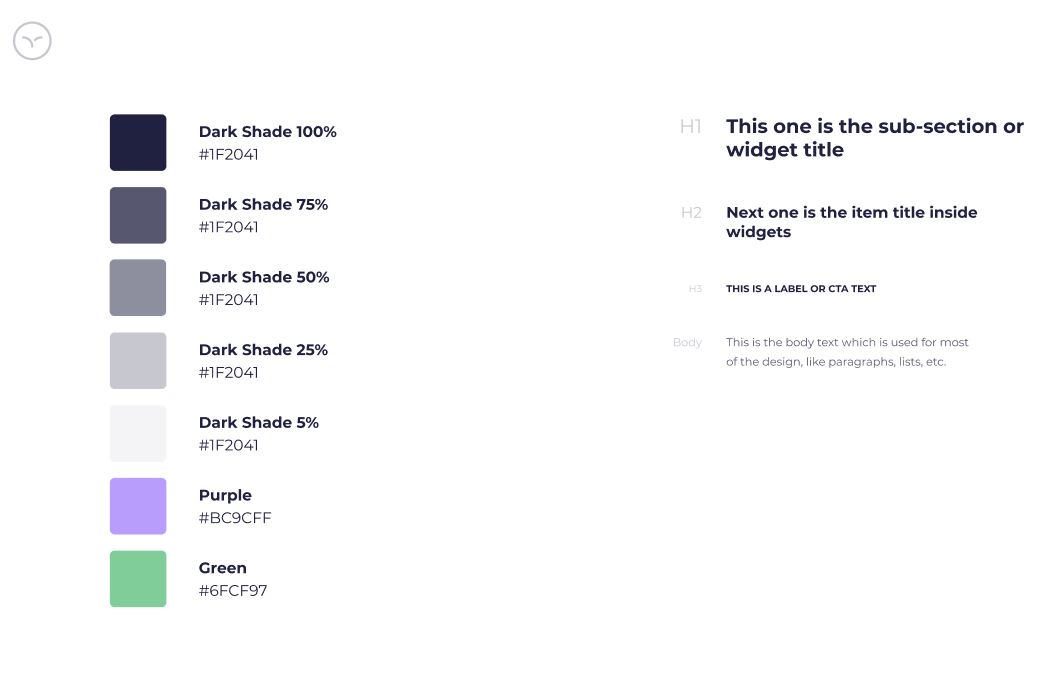 Dark Shade 100%
#1F2041
Dark Shade 75%
#1F2041
Dark Shade 50%
#1F2041
Dark Shade 25%
#1F2041
Dark Shade 5%
#1F2041
Purple
#BC9CFF
Green
#6FCF97
H1
This one is the sub-section or
widget title
H2
Next one is the item title inside
widgets
H3
THIS IS A LABEL OR CTA TEXT
Body
This is the body text which is used for most
of the design, like paragraphs, lists, etc.